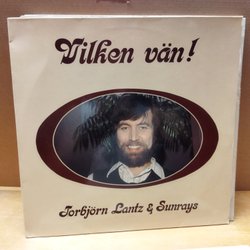 Vilken vän!
Torbjörn Lantz & Sunrays